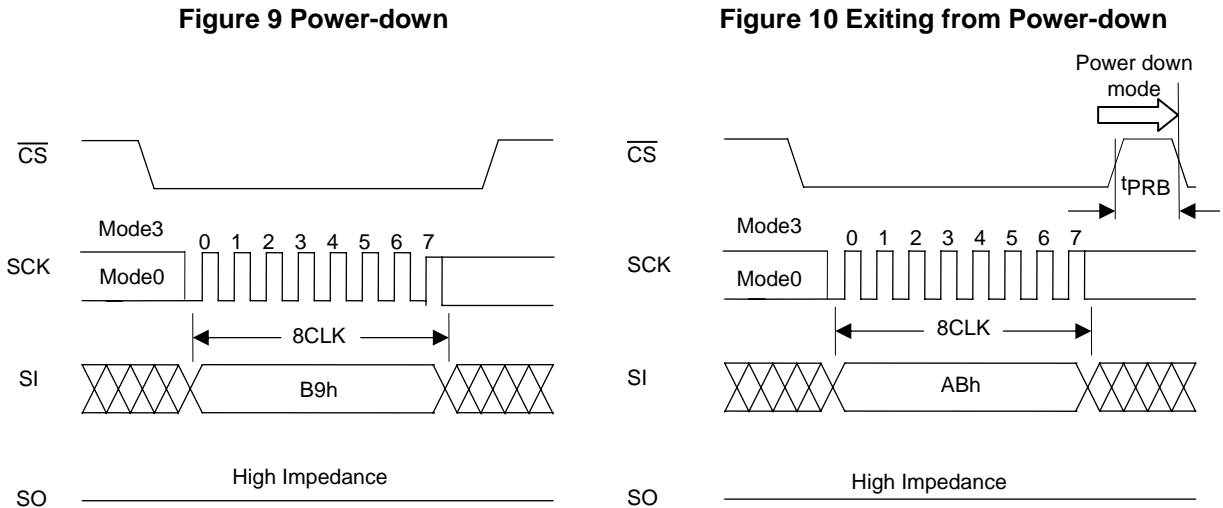 Figure 9 Power-down
CS
Mode3
0 1 2 3 4 5 6 7
SCK
Mode0
8CLK
SI
B9h
High Impedance
SO
Figure 10 Exiting from Power-down
Power down
mode
CS
tPRB
Mode3
0 1 2 3 4 5 6 7
SCK
Mode0
8CLK
SI
ABh
High Impedance
SO